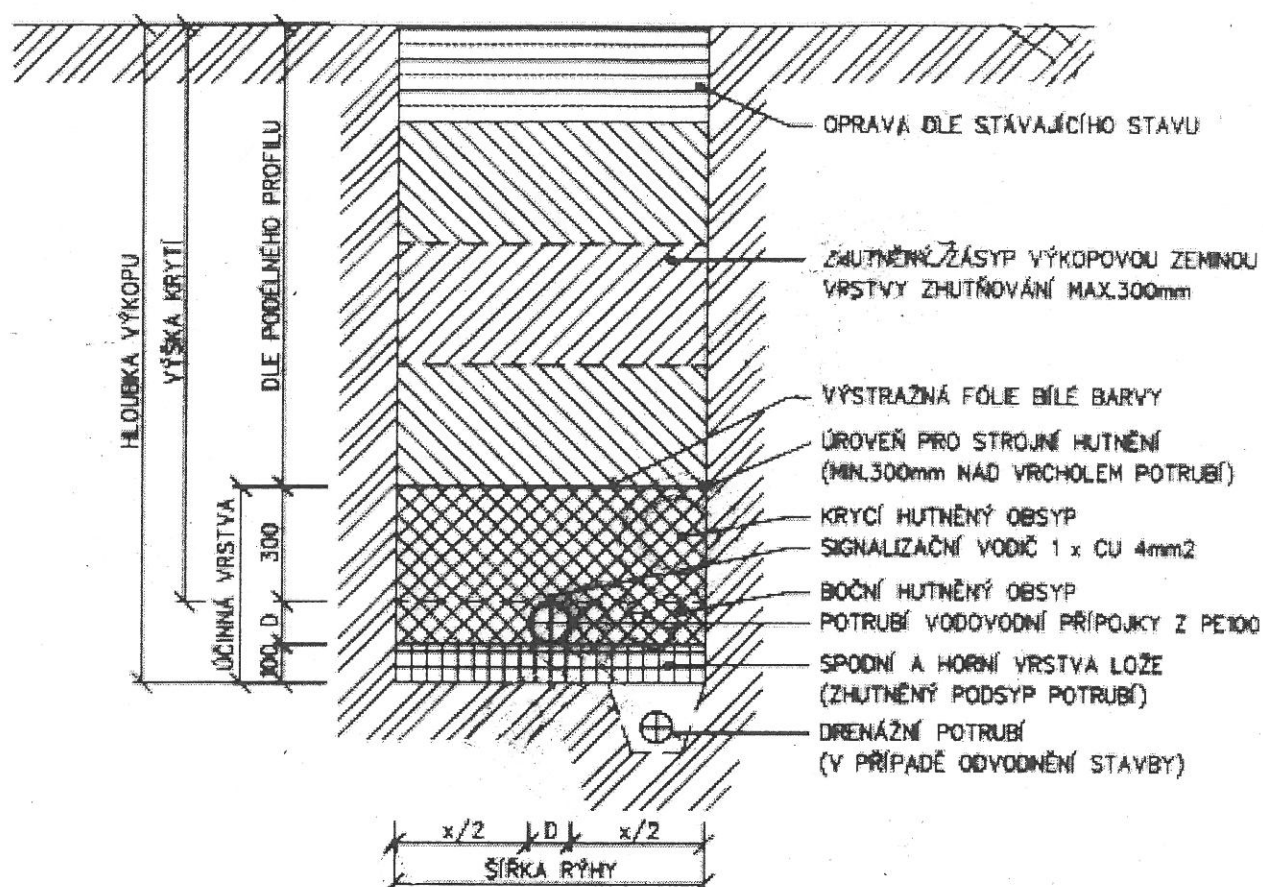 OPRAVA DLE STÁVAJÍCÍHO STAVU
ZHUTNĚNÝ ZÁSYP VÝKOPOVOU ZEMINOU
VRSTVY ZHUTŇOVÁNÍ MAX.300mm
VÝSTRAŽNÁ FÓLIE BÍLÉ BARVY
ÚROVEŇ PRO STROJNÍ HUTNĚNÍ
(MIN.300mm NAD VRCHOLEM POTRUBÍ)
KRYCÍ HUTNĚNÝ OBSYP
SIGNALIZAČNÍ VODIČ 1 x CU 4mm2
BOČNÍ HUTNĚNÝ OBSYP
POTRUBÍ VODOVODNÍ PŘÍPOJKY Z PE100
SPODNÍ A HORNÍ VRSTVA LOŽE
(ZHUTNĚNÝ PODSYP POTRUBÍ)
DRENÁŽNÍ POTRUBÍ
(V PŘÍPADĚ ODVODNĚNÍ STAVBY)
HLOUBKA VÝKOPU
VÝŠKA KRYTÍ
DLE PODÉLNÉHO PROFILU
ÚČINNÁ VRSTVA
300
D
100
x/2
D
x/2
ŠÍŘKA RÝHY